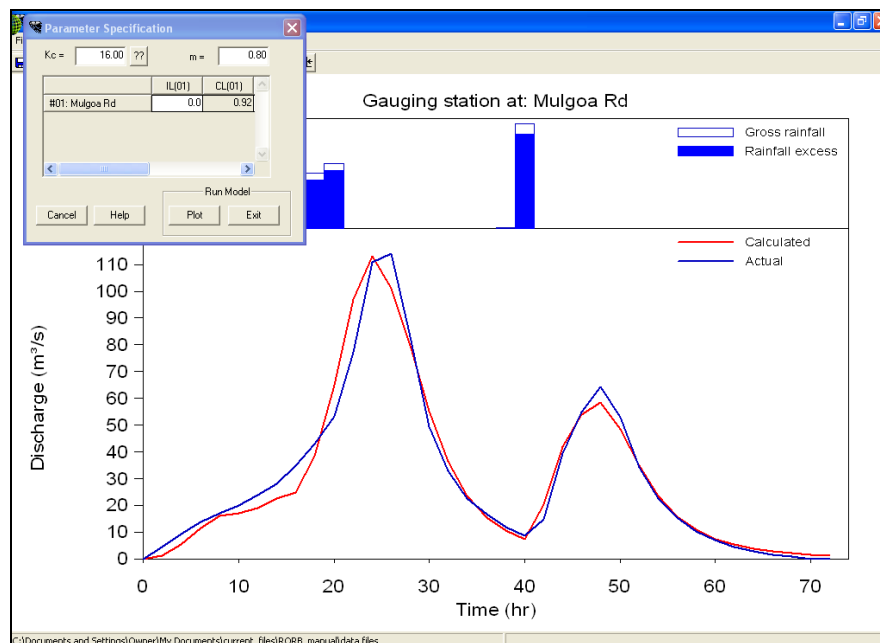 Parameter Specification
Kc = 16.00 ?? m = 0.80
IL(01) CL(01)
#01: Mulgoa Rd 0.0 0.92
Run Model
Cancel Help Plot Exit
Gauging station at: Mulgoa Rd
Gross rainfall
Rainfall excess
Calculated
Actual
110
100
90
80
70
60
50
40
30
20
10
0
Discharge (m³/s)
0 10 20 30 40 50 60 70
Time (hr)
C:\Documents and Settings\Owner\My Documents\current_files\RORB_manual\data files